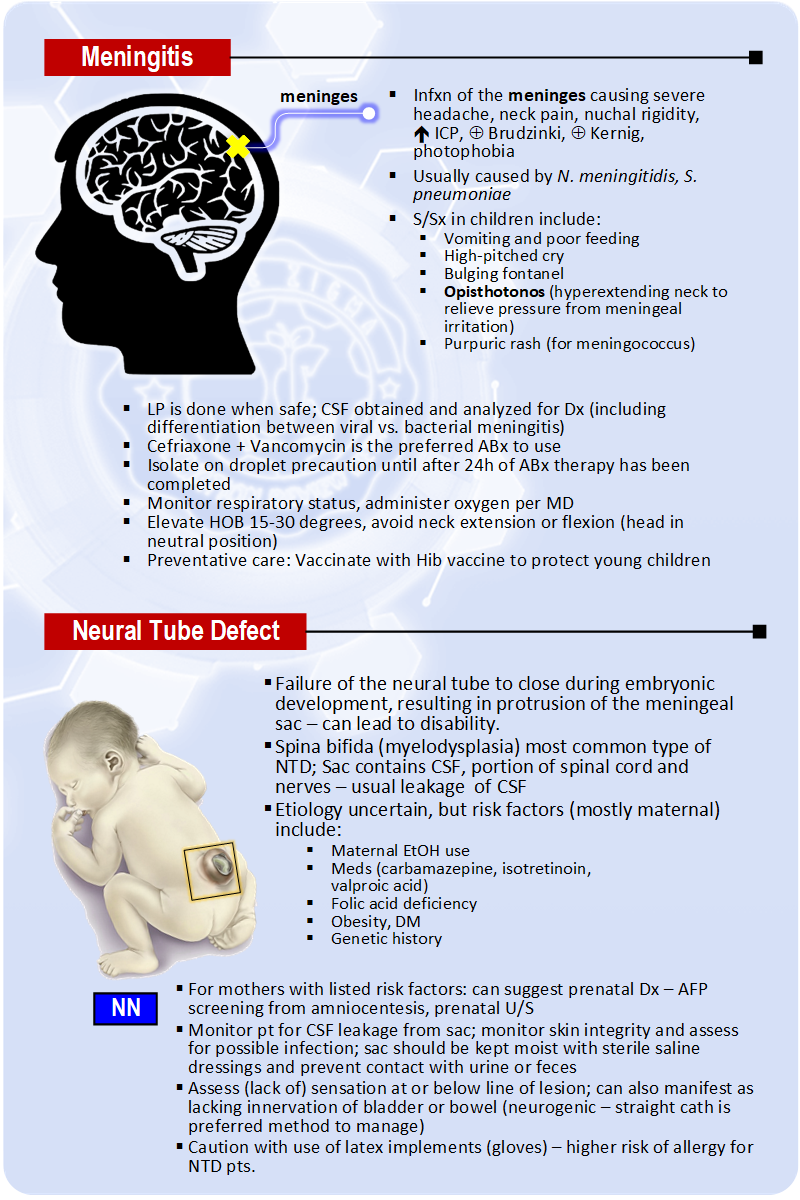 Meningitis
meninges
▪ Infxn of the meninges causing severe
headache, neck pain, nuchal rigidity,
🡹 ICP, ⊕ Brudzinki, ⊕ Kernig,
photophobia
▪ Usually caused by N. meningitidis, S.
pneumoniae
▪ S/Sx in children include:
▪ Vomiting and poor feeding
▪ High-pitched cry
▪ Bulging fontanel
▪ Opisthotonos (hyperextending neck to
relieve pressure from meningeal
irritation)
▪ Purpuric rash (for meningococcus)
▪ LP is done when safe; CSF obtained and analyzed for Dx (including
differentiation between viral vs. bacterial meningitis)
▪ Cefriaxone + Vancomycin is the preferred ABx to use
▪ Isolate on droplet precaution until after 24h of ABx therapy has been
completed
▪ Monitor respiratory status, administer oxygen per MD
▪ Elevate HOB 15-30 degrees, avoid neck extension or flexion (head in
neutral position)
▪ Preventative care: Vaccinate with Hib vaccine to protect young children
Neural Tube Defect
▪ Failure of the neural tube to close during embryonic
development, resulting in protrusion of the meningeal
sac – can lead to disability.
▪ Spina bifida (myelodysplasia) most common type of
NTD; Sac contains CSF, portion of spinal cord and
nerves – usual leakage of CSF
▪ Etiology uncertain, but risk factors (mostly maternal)
include:
▪ Maternal EtOH use
▪ Meds (carbamazepine, isotretinoin,
valproic acid)
▪ Folic acid deficiency
▪ Obesity, DM
▪ Genetic history
NN
▪ For mothers with listed risk factors: can suggest prenatal Dx – AFP
screening from amniocentesis, prenatal U/S
▪ Monitor pt for CSF leakage from sac; monitor skin integrity and assess
for possible infection; sac should be kept moist with sterile saline
dressings and prevent contact with urine or feces
▪ Assess (lack of) sensation at or below line of lesion; can also manifest as
lacking innervation of bladder or bowel (neurogenic – straight cath is
preferred method to manage)
▪ Caution with use of latex implements (gloves) – higher risk of allergy for
NTD pts.